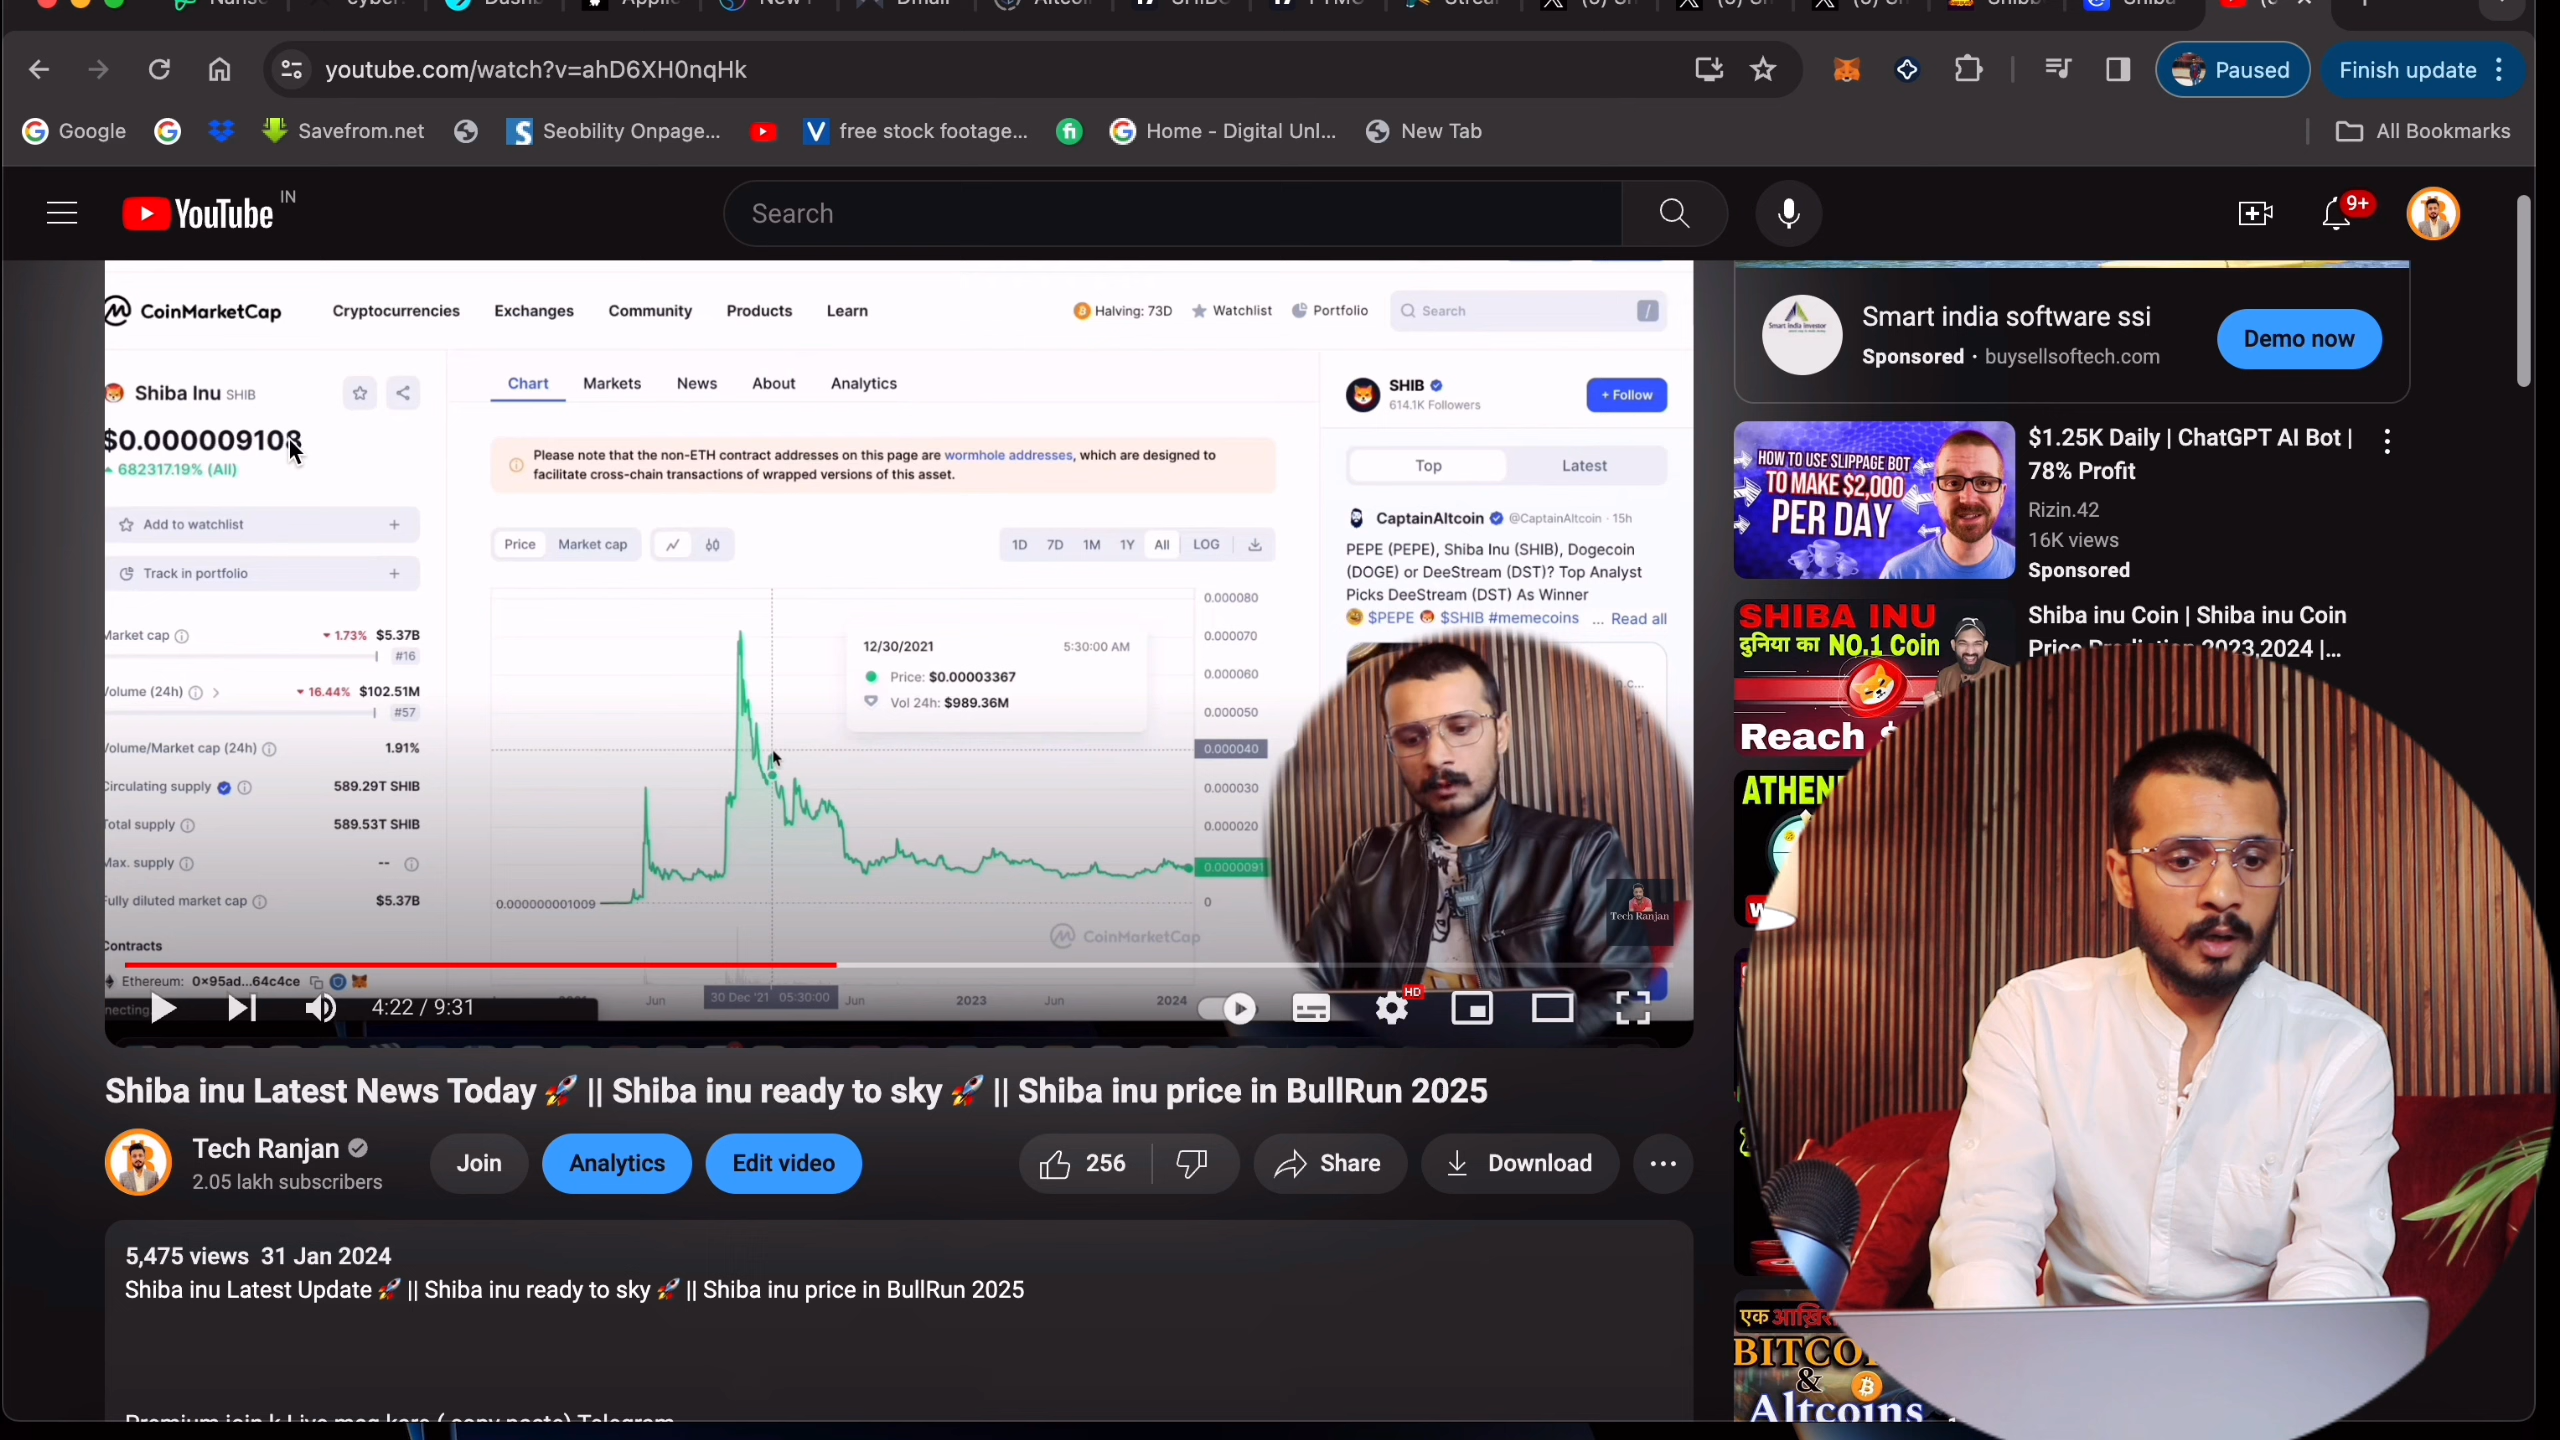 youtube.com/watch?v=ahD6XH0nqHk
Paused
Finish update
Google
Savefrom.net
Seobility Onpage...
free stock footage...
Home - Digital Unl...
New Tab
All Bookmarks
YouTube IN
Search
9+
CoinMarketCap
Cryptocurrencies
Exchanges
Community
Products
Learn
Halving: 73D
Watchlist
Portfolio
Search
/
Shiba Inu SHIB
$0.000009108
682317.19% (All)
Add to watchlist +
Track in portfolio +
Market cap 1.73% $5.37B
#16
Volume (24h) 16.44% $102.51M
#57
Volume/Market cap (24h) 1.91%
Circulating supply 589.29T SHIB
Total supply 589.53T SHIB
Max. supply --
Fully diluted market cap $5.37B
Contracts
Ethereum: 0x95ad...64c4ce
Chart
Markets
News
About
Analytics
Please note that the non-ETH contract addresses on this page are wormhole addresses, which are designed to
facilitate cross-chain transactions of wrapped versions of this asset.
Price
Market cap
1D
7D
1M
1Y
All
LOG
0.000080
0.000070
0.000060
0.000050
0.000040
0.000030
0.000020
0.0000091
0
12/30/2021 5:30:00 AM
Price: $0.00003367
Vol 24h: $989.36M
0.000000001009
CoinMarketCap
Jun
30 Dec '21 05:30:00
Jun
2023
Jun
2024
SHIB
614.1K Followers
+ Follow
Top
Latest
CaptainAltcoin @CaptainAltcoin · 15h
PEPE (PEPE), Shiba Inu (SHIB), Dogecoin
(DOGE) or DeeStream (DST)? Top Analyst
Picks DeeStream (DST) As Winner
$PEPE $SHIB #memecoins ... Read all
Tech Ranjan
4:22 / 9:31
HD
Shiba inu Latest News Today 🚀 || Shiba inu ready to sky 🚀 || Shiba inu price in BullRun 2025
Tech Ranjan
2.05 lakh subscribers
Join
Analytics
Edit video
256
Share
Download
5,475 views 31 Jan 2024
Shiba inu Latest Update 🚀 || Shiba inu ready to sky 🚀 || Shiba inu price in BullRun 2025
Smart india software ssi
Sponsored · buysellsoftech.com
Demo now
Smart india investor
HOW TO USE SLIPPAGE BOT
TO MAKE $2,000
PER DAY
$1.25K Daily | ChatGPT AI Bot |
78% Profit
Rizin.42
16K views
Sponsored
SHIBA INU
दुनिया का NO.1 Coin
Reach
Shiba inu Coin | Shiba inu Coin
Price Prediction 2023,2024 |...
एक
BITCO
&
Altcoins